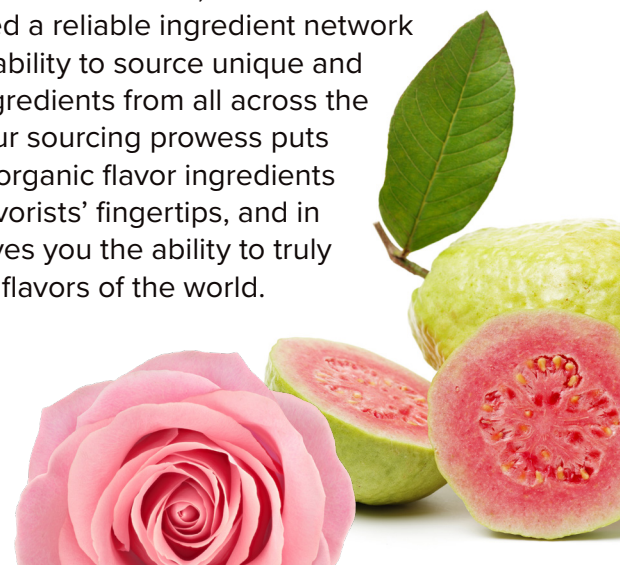 ed a reliable ingredient network
ability to source unique and
gredients from all across the
ur sourcing prowess puts
organic flavor ingredients
vorists’ fingertips, and in
ves you the ability to truly
flavors of the world.